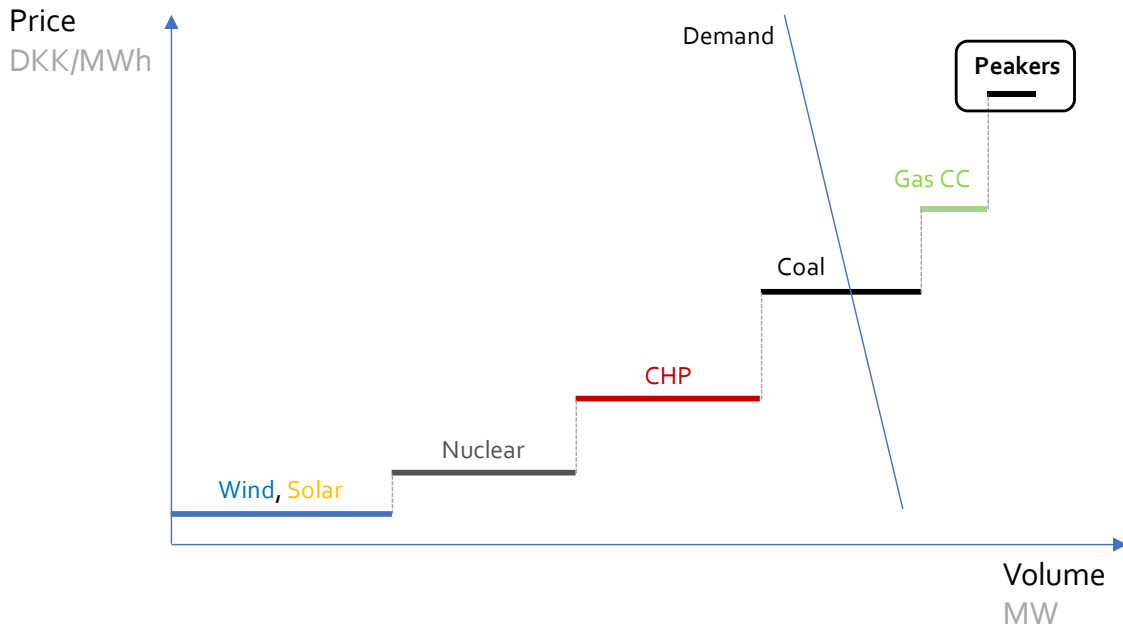 Price
DKK/MWh
Demand
Peakers
Gas CC
Coal
CHP
Nuclear
Wind, Solar
Volume
MW